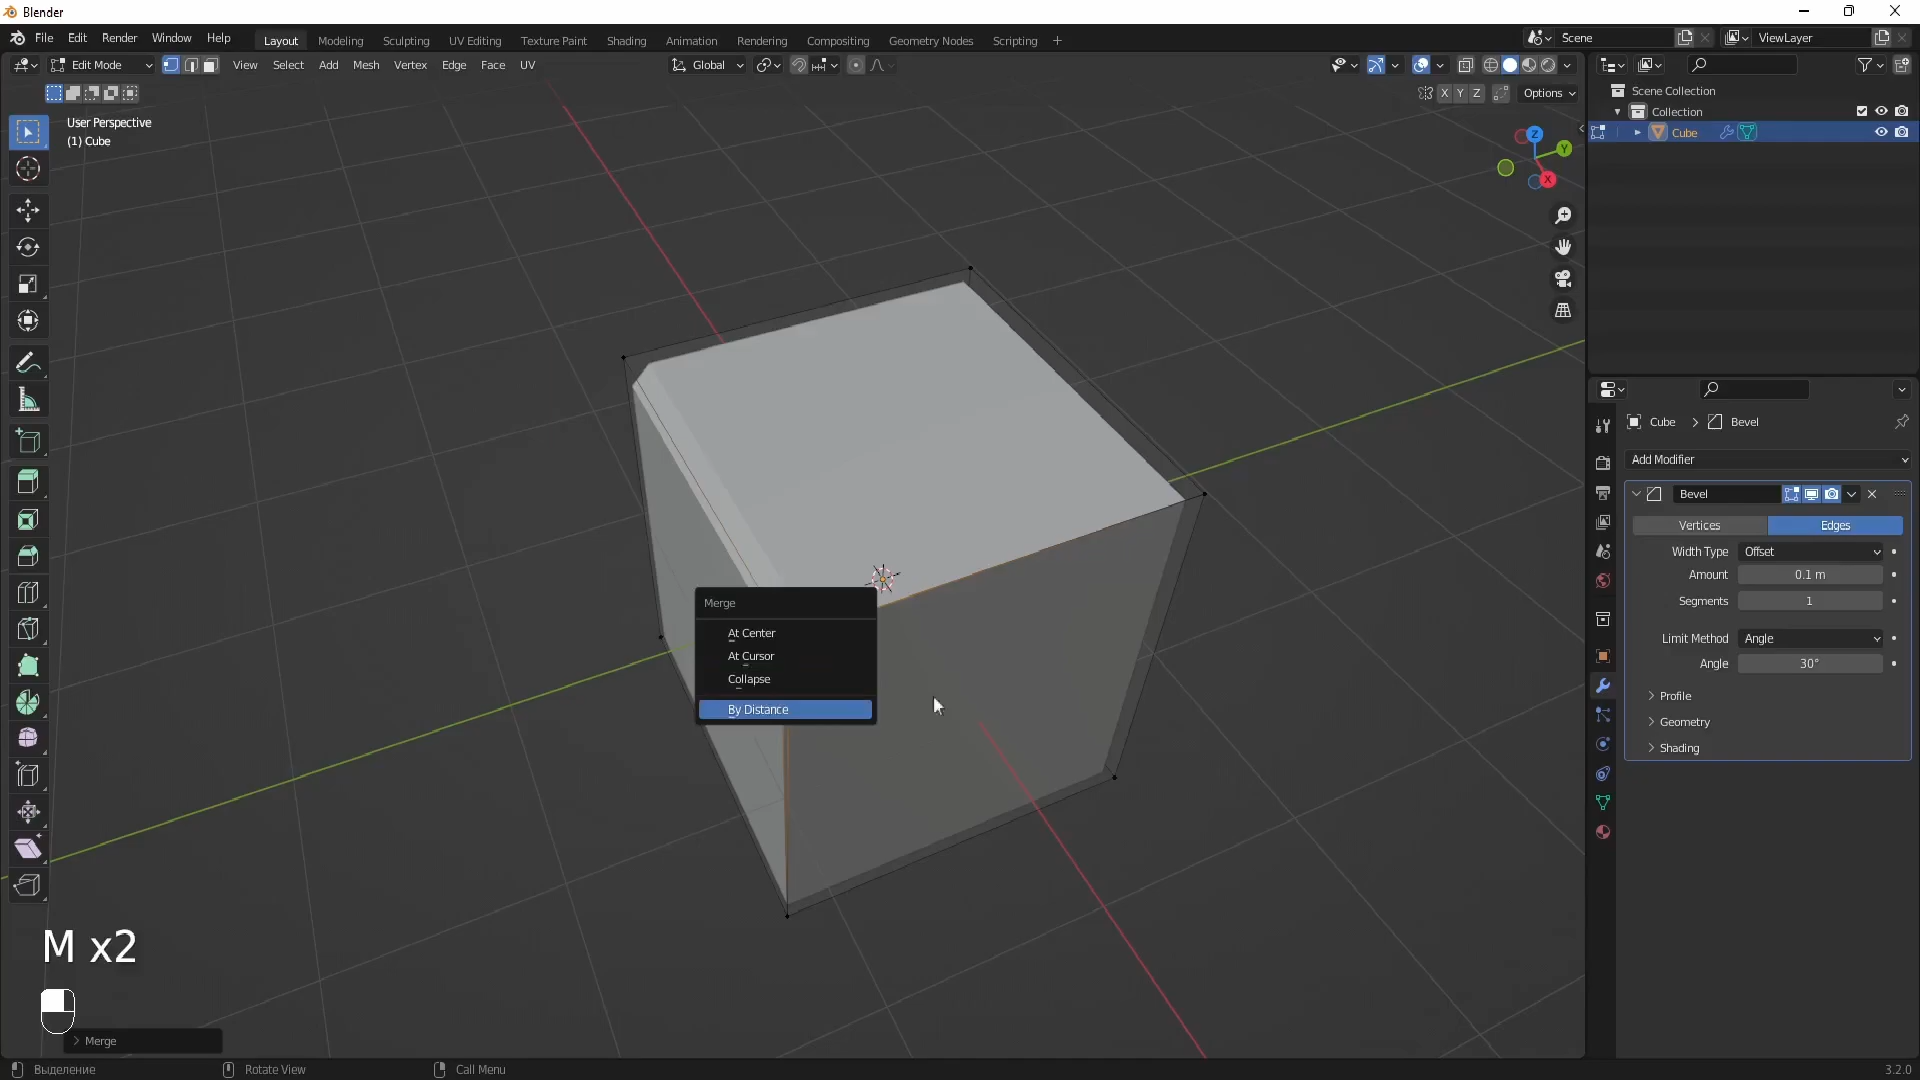 Blender
File Edit Render Window Help Layout Modeling Sculpting UV Editing Texture Paint Shading Animation Rendering Compositing Geometry Nodes Scripting + Scene ViewLayer
Edit Mode View Select Add Mesh Vertex Edge Face UV Global
X Y Z Options
User Perspective
(1) Cube
Z
Y
X
Scene Collection
Collection
Cube
Cube > Bevel
Add Modifier
Bevel
Vertices Edges
Width Type Offset
Amount 0.1 m
Segments 1
Limit Method Angle
Angle 30°
> Profile
> Geometry
> Shading
Merge
At Center
At Cursor
Collapse
By Distance
M x2
> Merge
Выделение Rotate View Call Menu 3.2.0